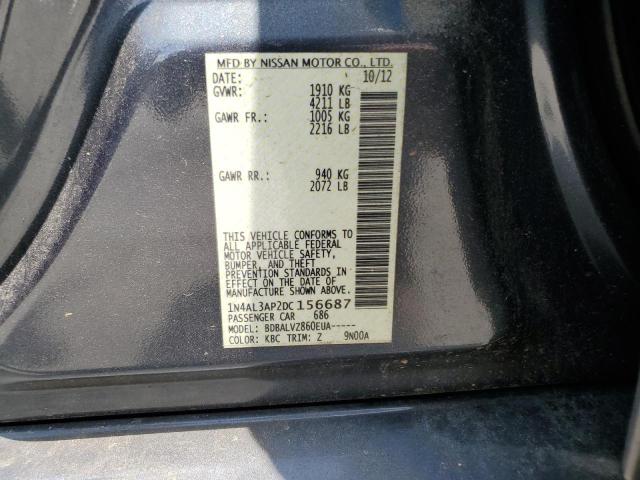 MFD BY NISSAN MOTOR CO., LTD.
DATE: 10/12
GVWR: 1910 KG
4211 LB
GAWR FR.: 1005 KG
2216 LB
GAWR RR.: 940 KG
2072 LB
THIS VEHICLE CONFORMS TO
ALL APPLICABLE FEDERAL
MOTOR VEHICLE SAFETY,
BUMPER, AND THEFT
PREVENTION STANDARDS
IN EFFECT ON THE DATE OF
MANUFACTURE SHOWN ABOVE.
1N4AL3AP2DC156687
PASSENGER CAR 686
MODEL: BDBALVZ860EUA-----
COLOR: KBC TRIM: Z 9N00A